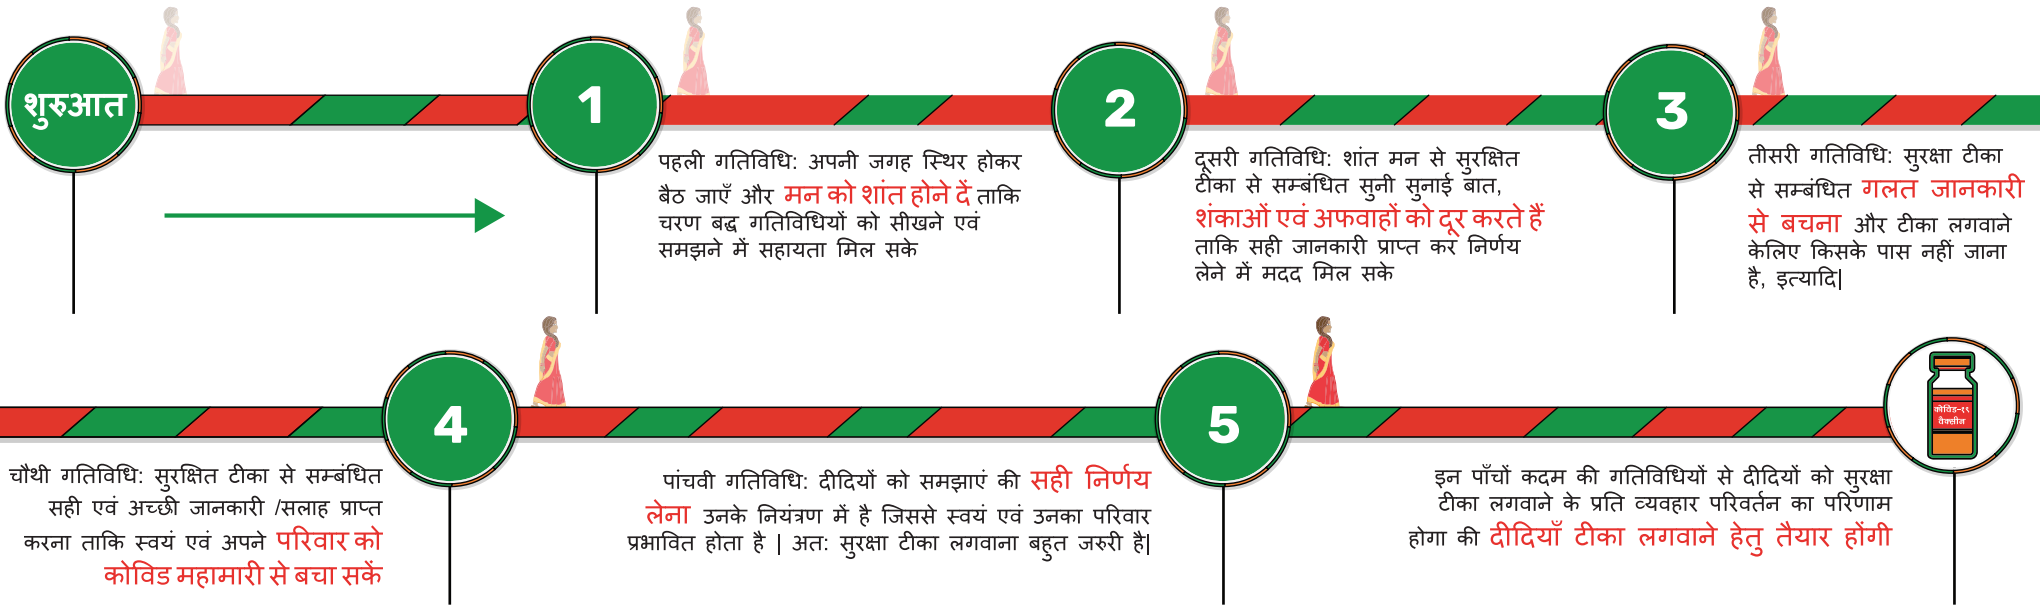 शुरुआत
1
2
3
पहली गतिविधि: अपनी जगह स्थिर होकर
बैठ जाएँ और मन को शांत होने दें ताकि
चरण बद्ध गतिविधियों को सीखने एवं
समझने में सहायता मिल सके
दूसरी गतिविधि: शांत मन से सुरक्षित
टीका से सम्बंधित सुनी सुनाई बात,
शंकाओं एवं अफवाहों को दूर करते हैं
ताकि सही जानकारी प्राप्त कर निर्णय
लेने में मदद मिल सके
तीसरी गतिविधि: सुरक्षा टीका
से सम्बंधित गलत जानकारी
से बचना और टीका लगवाने
केलिए किसके पास नहीं जाना
है, इत्यादि|
4
5
कोविड-१९
वैक्सीन
चौथी गतिविधि: सुरक्षित टीका से सम्बंधित
सही एवं अच्छी जानकारी /सलाह प्राप्त
करना ताकि स्वयं एवं अपने परिवार को
कोविड महामारी से बचा सकें
पांचवी गतिविधि: दीदियों को समझाएं की सही निर्णय
लेना उनके नियंत्रण में है जिससे स्वयं एवं उनका परिवार
प्रभावित होता है | अत: सुरक्षा टीका लगवाना बहुत जरुरी है|
इन पाँचों कदम की गतिविधियों से दीदियों को सुरक्षा
टीका लगवाने के प्रति व्यवहार परिवर्तन का परिणाम
होगा की दीदियाँ टीका लगवाने हेतु तैयार होंगी